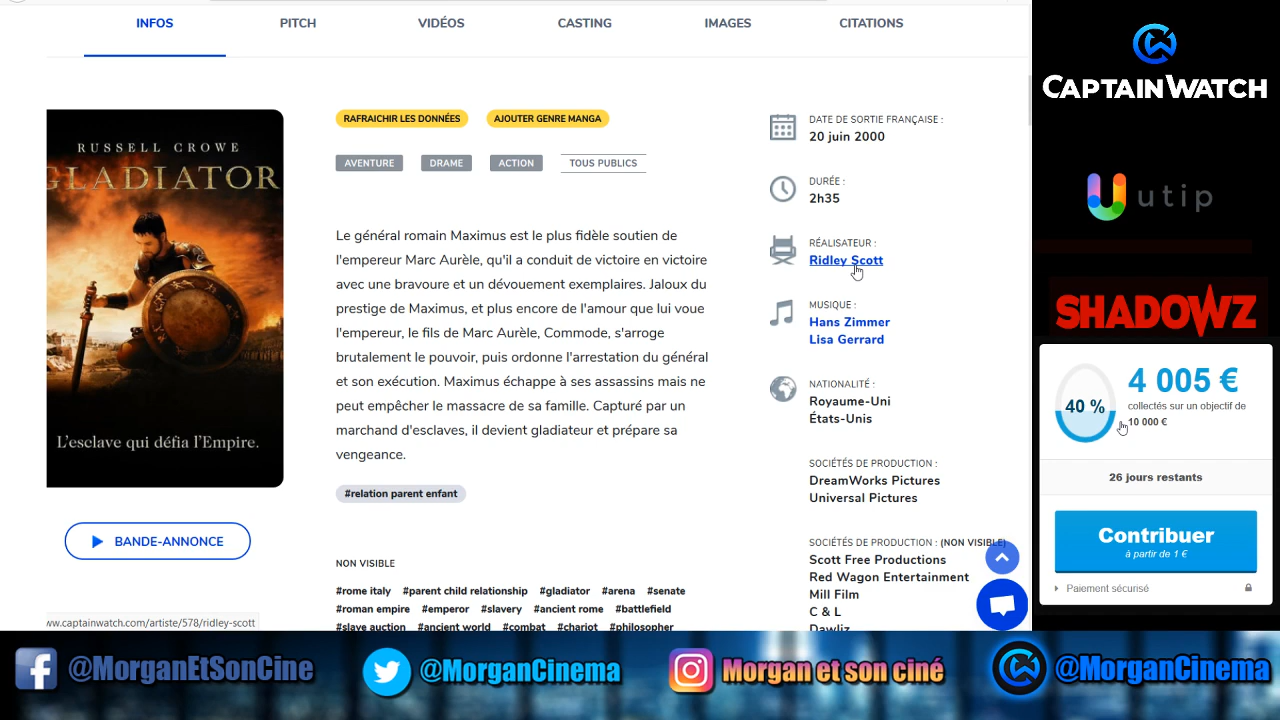 INFOS
PITCH
VIDÉOS
CASTING
IMAGES
CITATIONS
RUSSELL CROWE
GLADIATOR
L'esclave qui défia l'Empire.
BANDE-ANNONCE
RAFRAICHIR LES DONNÉES
AJOUTER GENRE MANGA
AVENTURE
DRAME
ACTION
TOUS PUBLICS
Le général romain Maximus est le plus fidèle soutien de
l'empereur Marc Aurèle, qu'il a conduit de victoire en victoire
avec une bravoure et un dévouement exemplaires. Jaloux du
prestige de Maximus, et plus encore de l'amour que lui voue
l'empereur, le fils de Marc Aurèle, Commode, s'arroge
brutalement le pouvoir, puis ordonne l'arrestation du général
et son exécution. Maximus échappe à ses assassins mais ne
peut empêcher le massacre de sa famille. Capturé par un
marchand d'esclaves, il devient gladiateur et prépare sa
vengeance.
#relation parent enfant
NON VISIBLE
#rome italy #parent child relationship #gladiator #arena #senate
#roman empire #emperor #slavery #ancient rome #battlefield
#slave auction #ancient world #combat #chariot #philosopher
DATE DE SORTIE FRANÇAISE :
20 juin 2000
DURÉE :
2h35
RÉALISATEUR :
Ridley Scott
MUSIQUE :
Hans Zimmer
Lisa Gerrard
NATIONALITÉ :
Royaume-Uni
États-Unis
SOCIÉTÉS DE PRODUCTION :
DreamWorks Pictures
Universal Pictures
SOCIÉTÉS DE PRODUCTION : (NON VISIBLE)
Scott Free Productions
Red Wagon Entertainment
Mill Film
C & L
Dawliz
ww.captainwatch.com/artiste/578/ridley-scott
CAPTAINWATCH
utip
SHADOWZ
40 %
4 005 €
collectés sur un objectif de
10 000 €
26 jours restants
Contribuer
à partir de 1 €
Paiement sécurisé
@MorganEtSonCine
@MorganCinema
Morgan et son ciné
@MorganCinema